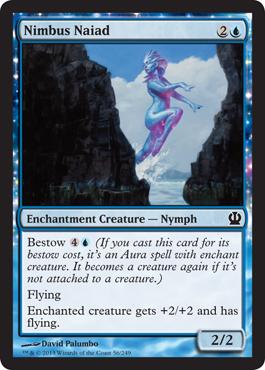 Nimbus Naiad 2
Enchantment Creature — Nymph
Bestow 4 (If you cast this card for its
bestow cost, it's an Aura spell with enchant
creature. It becomes a creature again if it's
not attached to a creature.)
Flying
Enchanted creature gets +2/+2 and has
flying.
2/2
David Palumbo
™ & © 2013 Wizards of the Coast 56/249